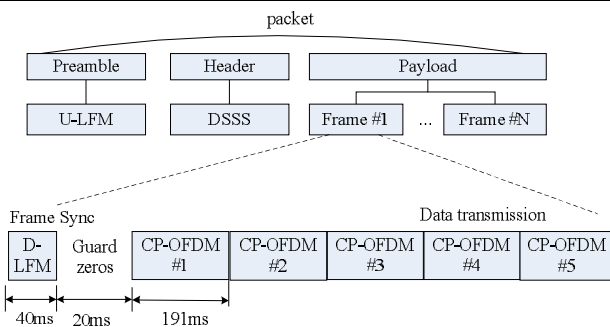 packet
Preamble
Header
Payload
U-LFM
DSSS
Frame #1
...
Frame #N
Frame Sync
Data transmission
D-
LFM
Guard
zeros
CP-OFDM
#1
CP-OFDM
#2
CP-OFDM
#3
CP-OFDM
#4
CP-OFDM
#5
40ms
20ms
191ms